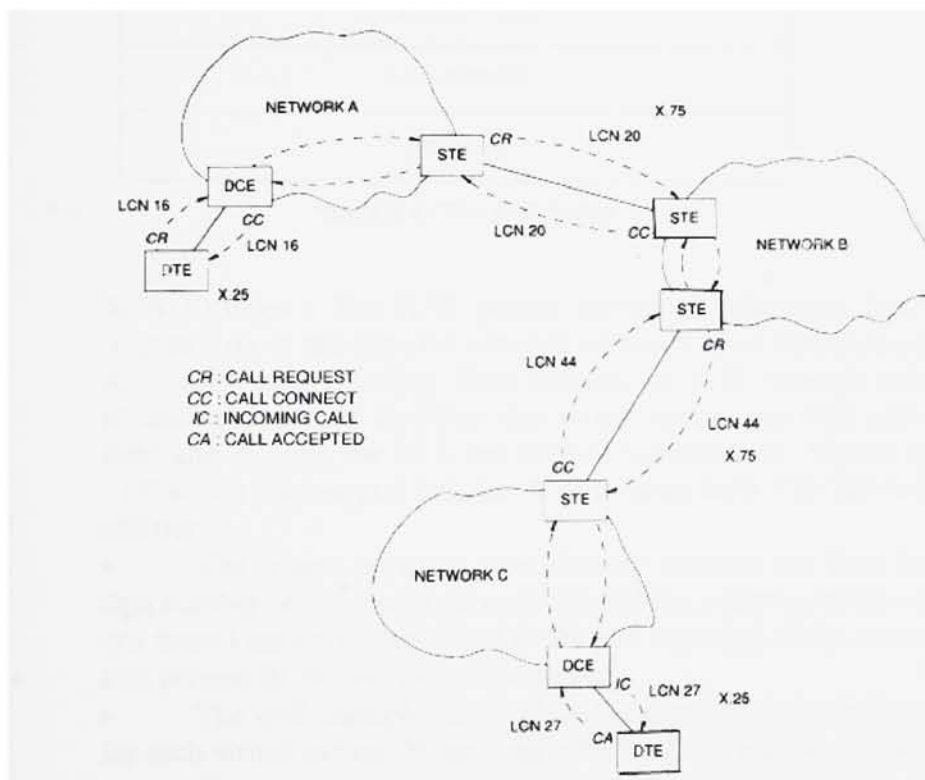 NETWORK A
X.75
CR
LCN 20
STE
DCE
LCN 16
CC
CR
LCN 16
LCN 20
CC
STE
NETWORK B
DTE
X.25
STE
CR
LCN 44
CR : CALL REQUEST
CC : CALL CONNECT
IC : INCOMING CALL
CA : CALL ACCEPTED
LCN 44
X.75
CC
STE
NETWORK C
DCE
IC
LCN 27
X.25
LCN 27
CA
DTE